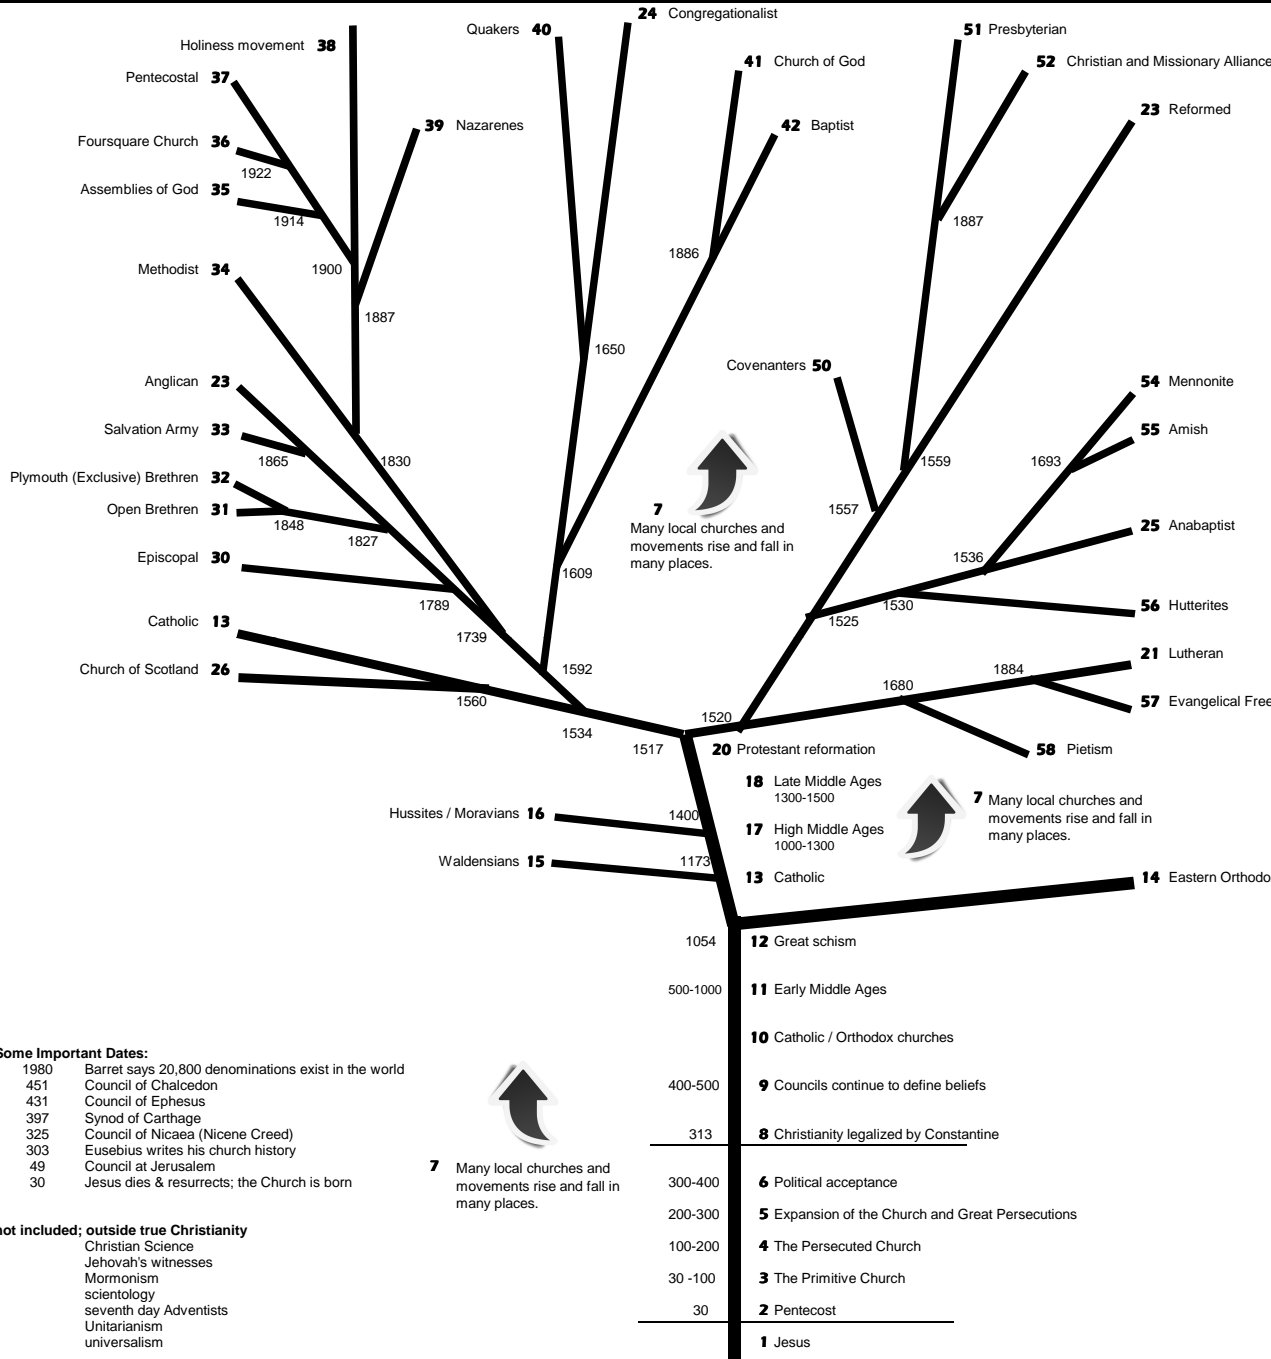 24 Congregationalist
Quakers 40
51 Presbyterian
Holiness movement 38
41 Church of God
52 Christian and Missionary Alliance
Pentecostal 37
23 Reformed
39 Nazarenes
42 Baptist
Foursquare Church 36
1922
Assemblies of God 35
1914
1887
1886
Methodist 34
1900
1887
1650
Covenanters 50
Anglican 23
54 Mennonite
Salvation Army 33
55 Amish
1865
1830
1559
1693
Plymouth (Exclusive) Brethren 32
Open Brethren 31
1848
1827
1557
7
Many local churches and
movements rise and fall in
many places.
25 Anabaptist
Episcopal 30
1536
1609
1789
1530
56 Hutterites
Catholic 13
1739
1525
21 Lutheran
Church of Scotland 26
1592
1884
1680
1560
57 Evangelical Free
1520
1534
1517
20 Protestant reformation
58 Pietism
18 Late Middle Ages
1300-1500
7 Many local churches and
movements rise and fall in
many places.
Hussites / Moravians 16
1400
17 High Middle Ages
1000-1300
Waldensians 15
1173
13 Catholic
14 Eastern Orthodo
1054 12 Great schism
500-1000 11 Early Middle Ages
10 Catholic / Orthodox churches
400-500 9 Councils continue to define beliefs
313 8 Christianity legalized by Constantine
300-400 6 Political acceptance
200-300 5 Expansion of the Church and Great Persecutions
100-200 4 The Persecuted Church
30 -100 3 The Primitive Church
30 2 Pentecost
1 Jesus
7 Many local churches and
movements rise and fall in
many places.
Some Important Dates:
1980 Barret says 20,800 denominations exist in the world
451 Council of Chalcedon
431 Council of Ephesus
397 Synod of Carthage
325 Council of Nicaea (Nicene Creed)
303 Eusebius writes his church history
49 Council at Jerusalem
30 Jesus dies & resurrects; the Church is born
not included; outside true Christianity
Christian Science
Jehovah's witnesses
Mormonism
scientology
seventh day Adventists
Unitarianism
universalism